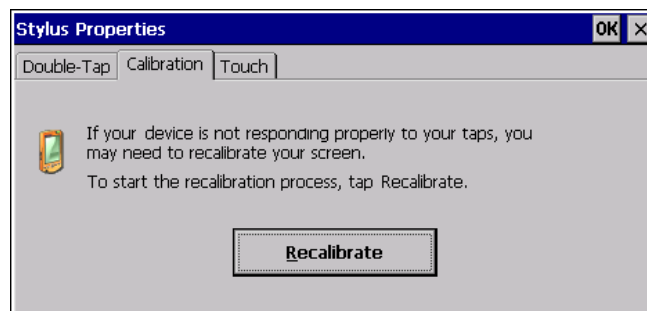 Stylus Properties OK ×
Double-Tap Calibration Touch
If your device is not responding properly to your taps, you
may need to recalibrate your screen.
To start the recalibration process, tap Recalibrate.
Recalibrate